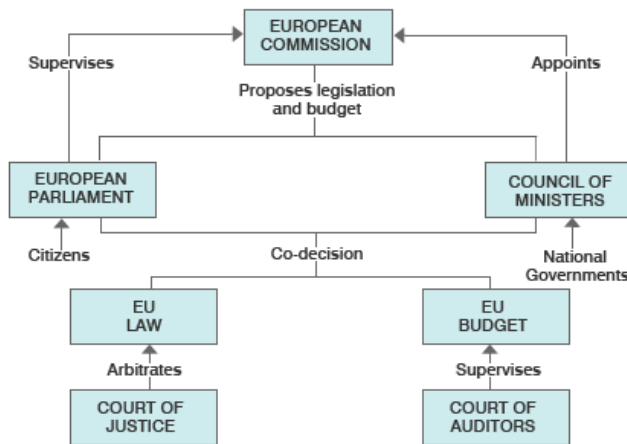 EUROPEAN
COMMISSION
Supervises
Appoints
Proposes legislation
and budget
EUROPEAN
PARLIAMENT
COUNCIL OF
MINISTERS
Citizens
Co-decision
National
Governments
EU
LAW
EU
BUDGET
Arbitrates
Supervises
COURT OF
JUSTICE
COURT OF
AUDITORS